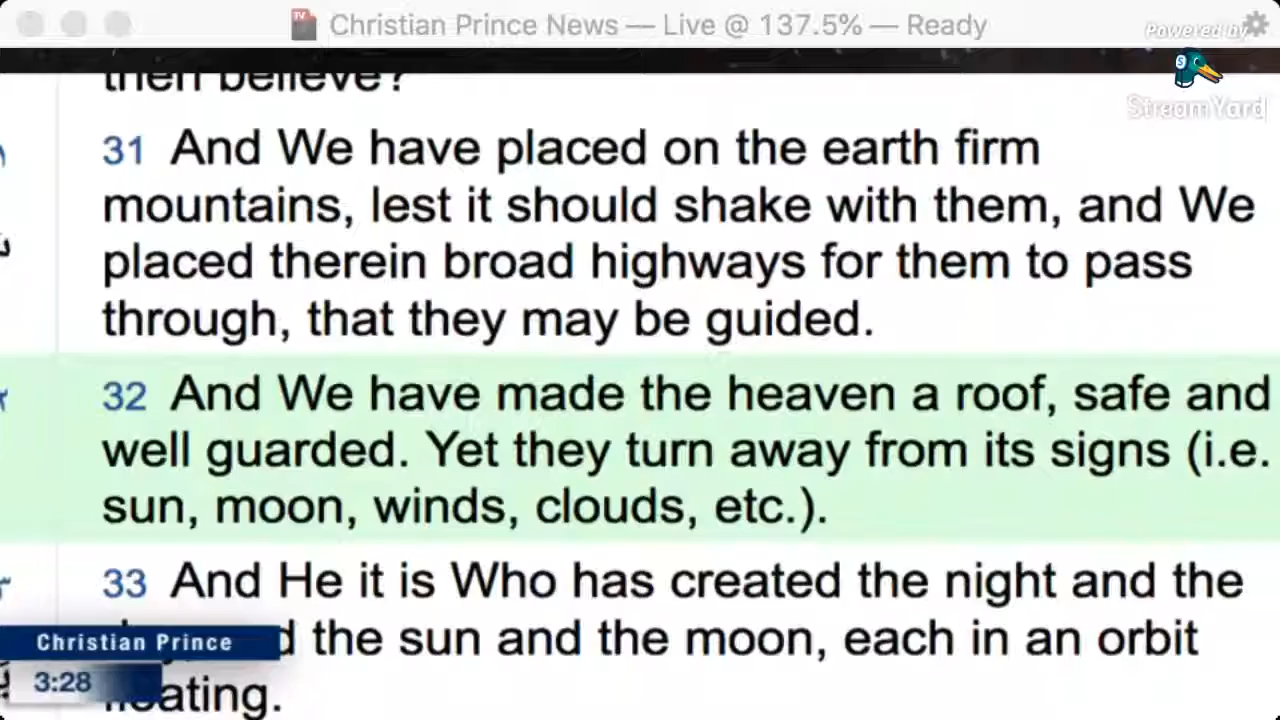 Christian Prince News — Live @ 137.5% — Ready
Powered by
StreamYard
then believe?
31 And We have placed on the earth firm
mountains, lest it should shake with them, and We
placed therein broad highways for them to pass
through, that they may be guided.
32 And We have made the heaven a roof, safe and
well guarded. Yet they turn away from its signs (i.e.
sun, moon, winds, clouds, etc.).
33 And He it is Who has created the night and the
the sun and the moon, each in an orbit
Christian Prince
3:28